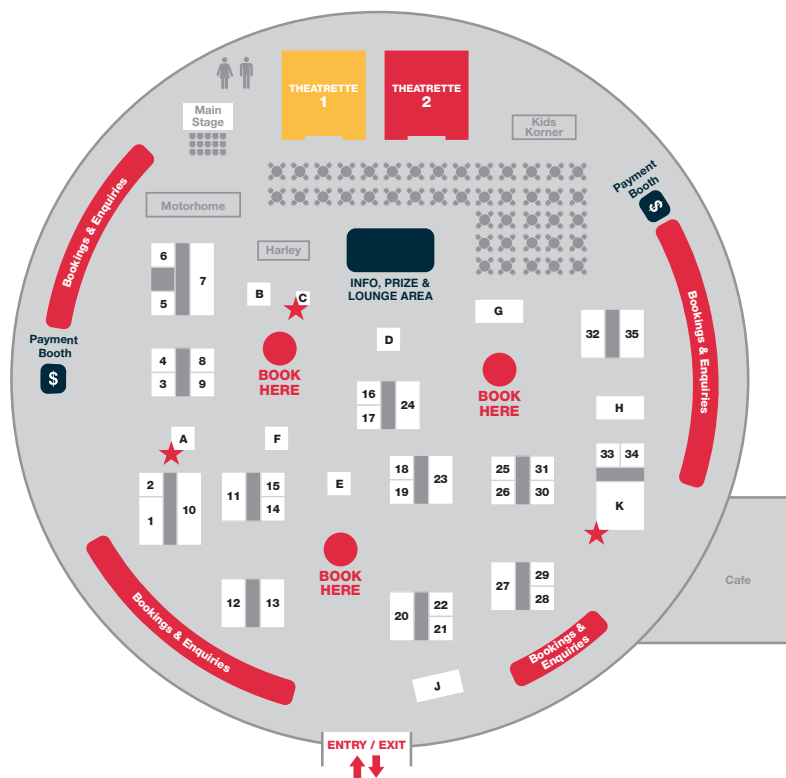 THEATRETTE
1
THEATRETTE
2
Main
Stage
Kids
Korner
Bookings & Enquiries
Payment
Booth
$
Motorhome
Harley
INFO, PRIZE &
LOUNGE AREA
6
5
7
B
C
G
D
32
35
Bookings & Enquiries
Payment
Booth
$
BOOK
HERE
BOOK
HERE
4
3
8
9
16
17
24
H
A
F
E
33
34
K
2
1
10
11
15
14
18
19
23
25
26
31
30
BOOK
HERE
Cafe
12
13
20
22
21
27
29
28
Bookings & Enquiries
Bookings &
Enquiries
J
ENTRY / EXIT